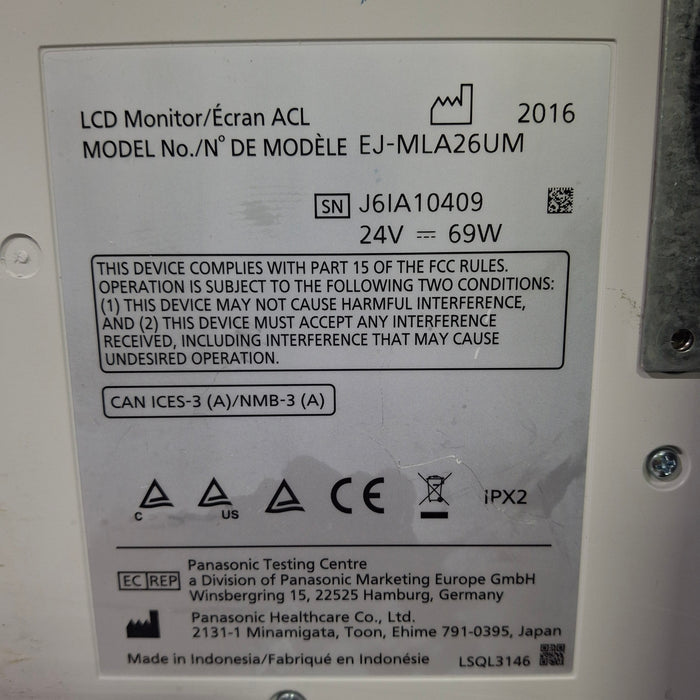 LCD Monitor/Écran ACL 2016
MODEL No./N° DE MODÈLE EJ-MLA26UM
SN J6IA10409
24V ⎓ 69W
THIS DEVICE COMPLIES WITH PART 15 OF THE FCC RULES.
OPERATION IS SUBJECT TO THE FOLLOWING TWO CONDITIONS:
(1) THIS DEVICE MAY NOT CAUSE HARMFUL INTERFERENCE,
AND (2) THIS DEVICE MUST ACCEPT ANY INTERFERENCE
RECEIVED, INCLUDING INTERFERENCE THAT MAY CAUSE
UNDESIRED OPERATION.
CAN ICES-3 (A)/NMB-3 (A)
C US CE iPX2
EC REP Panasonic Testing Centre
a Division of Panasonic Marketing Europe GmbH
Winsbergring 15, 22525 Hamburg, Germany
Panasonic Healthcare Co., Ltd.
2131-1 Minamigata, Toon, Ehime 791-0395, Japan
Made in Indonesia/Fabriqué en Indonésie LSQL3146